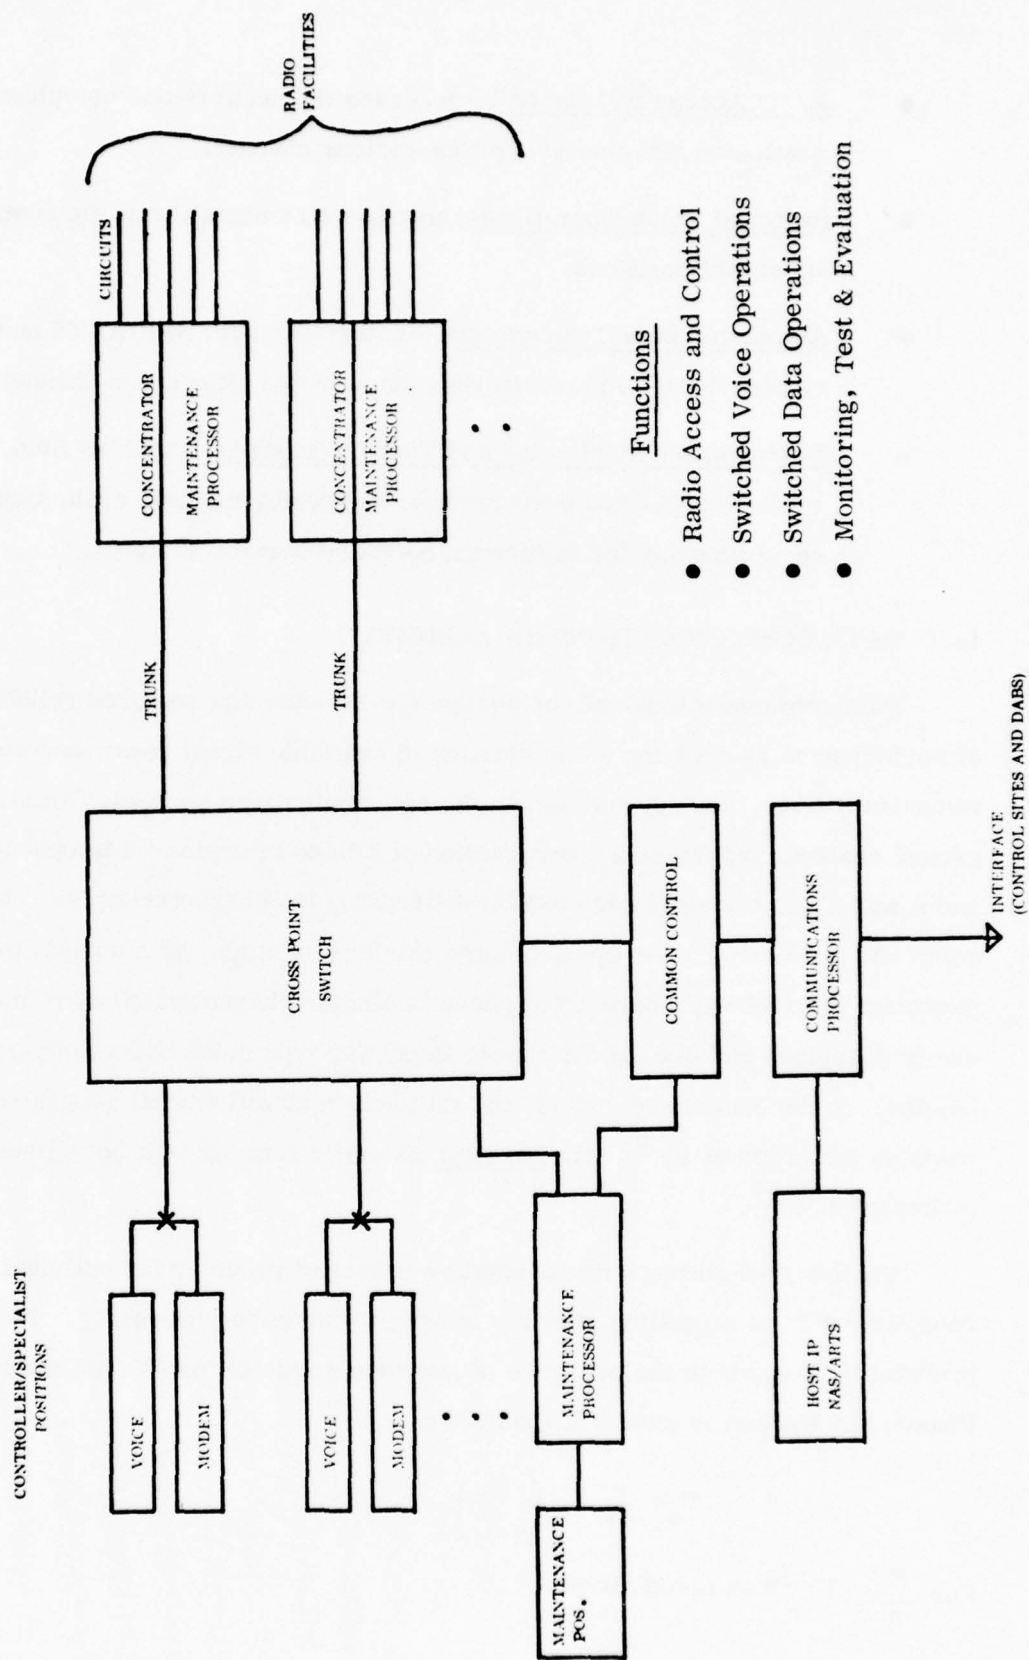 CONTROLLER/SPECIALIST
POSITIONS
VOICE
MODEM
VOICE
MODEM
MAINTENANCE
POS.
MAINTENANCE
PROCESSOR
HOST IP
NAS/ARTS
CROSS POINT
SWITCH
COMMON CONTROL
COMMUNICATIONS
PROCESSOR
INTERFACE
(CONTROL SITES AND DABS)
TRUNK
TRUNK
CONCENTRATOR
MAINTENANCE
PROCESSOR
CONCENTRATOR
MAINTENANCE
PROCESSOR
CIRCUITS
RADIO
FACILITIES
Functions
● Radio Access and Control
● Switched Voice Operations
● Switched Data Operations
● Monitoring, Test & Evaluation